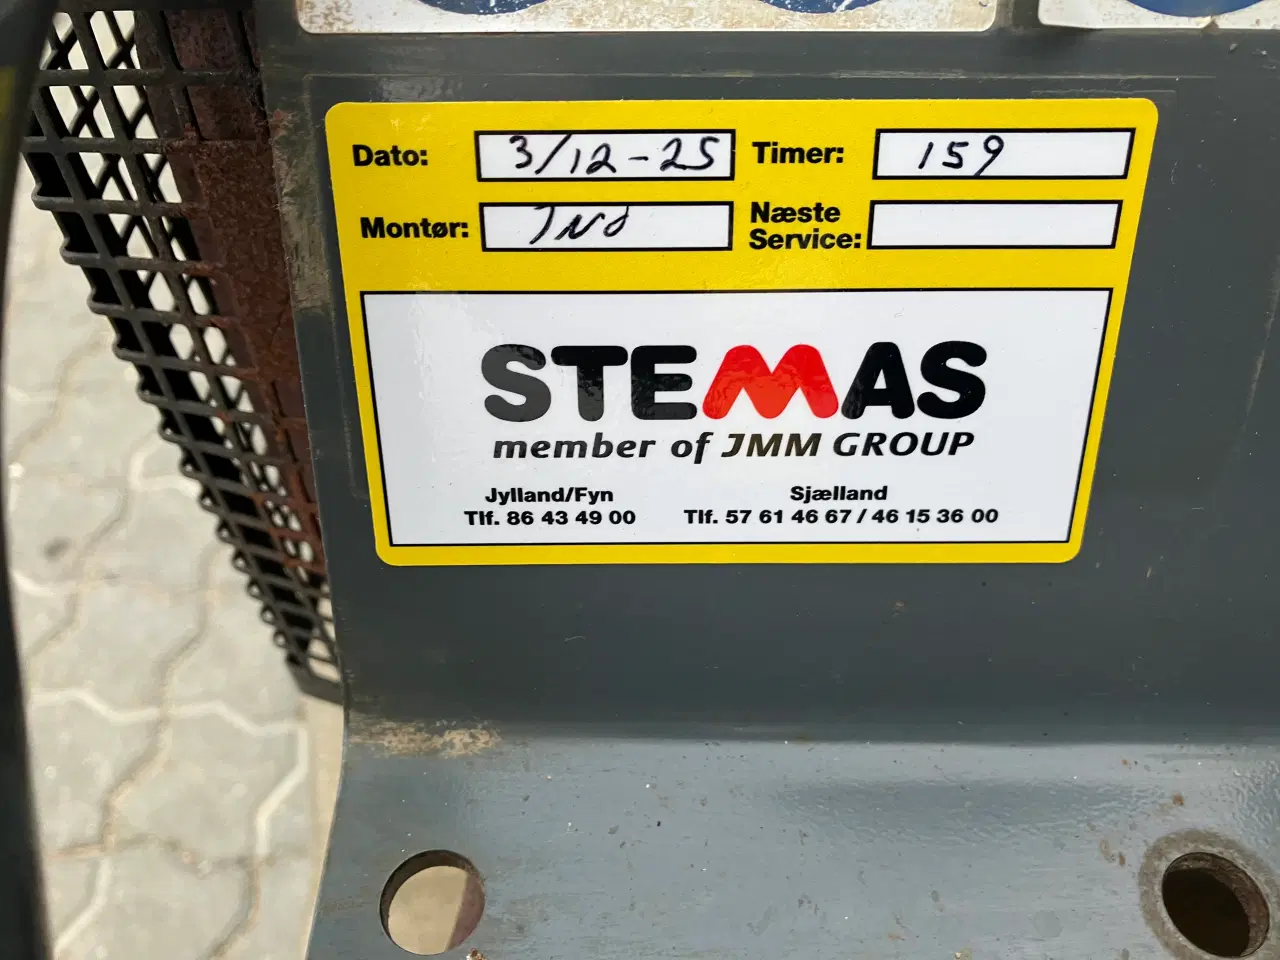 Dato: 3/12-25 Timer: 159
Montør: Næste Service:
STEMAS
member of JMM GROUP
Jylland/Fyn Sjælland
Tlf. 86 43 49 00 Tlf. 57 61 46 67 / 46 15 36 00